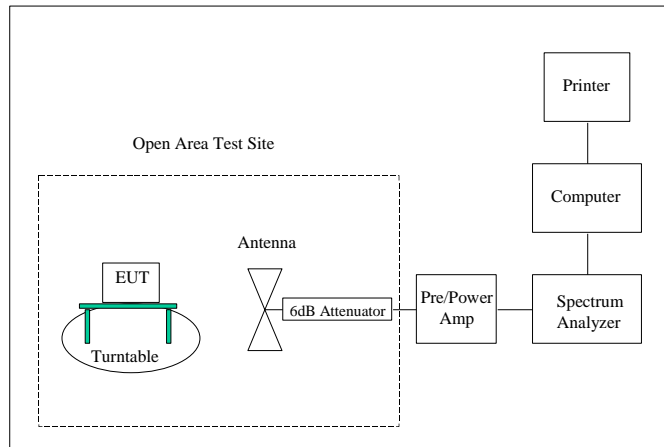 Printer
Open Area Test Site
Computer
Antenna
EUT
6dB Attenuator
Pre/Power
Amp
Spectrum
Analyzer
Turntable